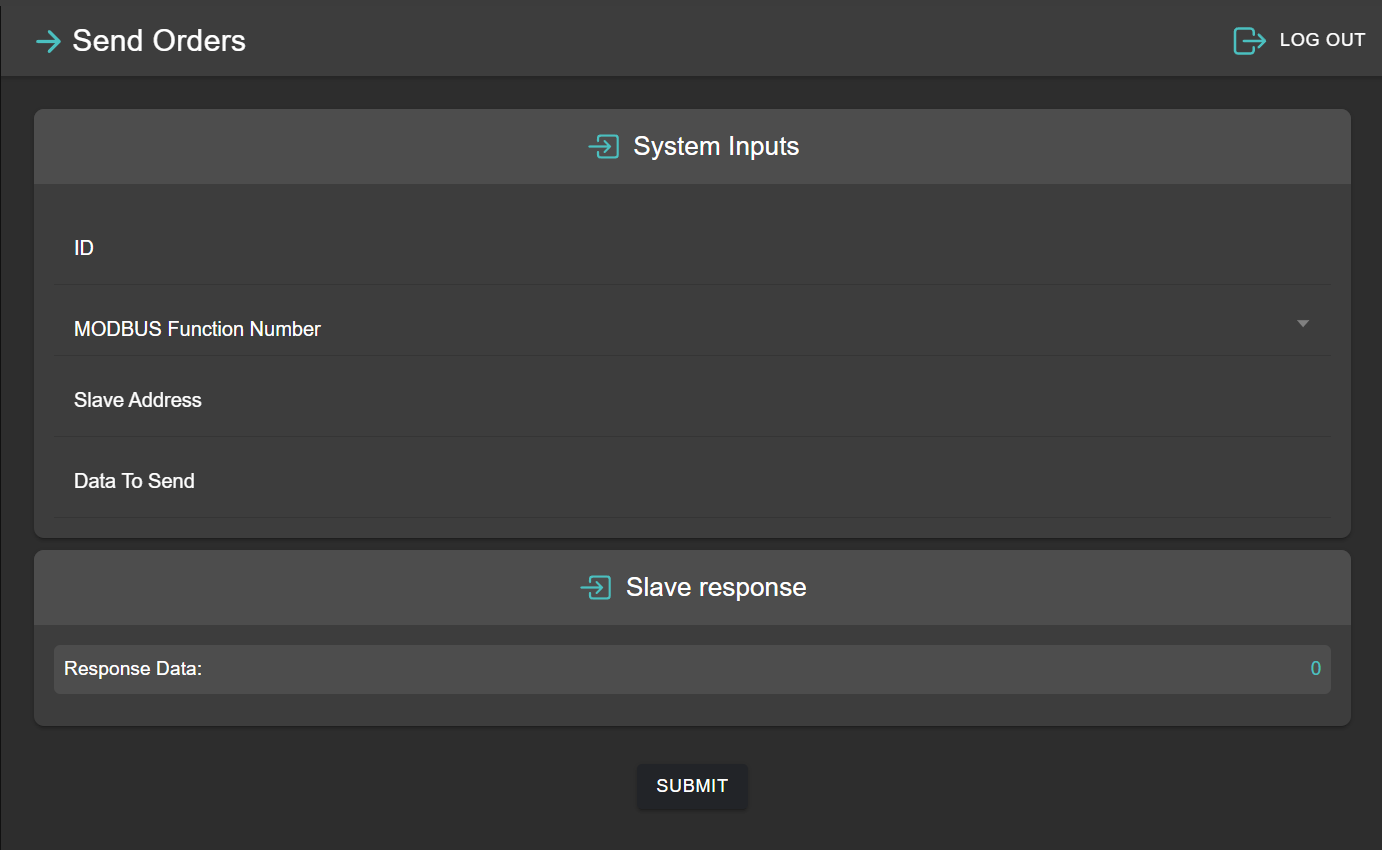 Send Orders
LOG OUT
System Inputs
ID
MODBUS Function Number
Slave Address
Data To Send
Slave response
Response Data: 0
SUBMIT